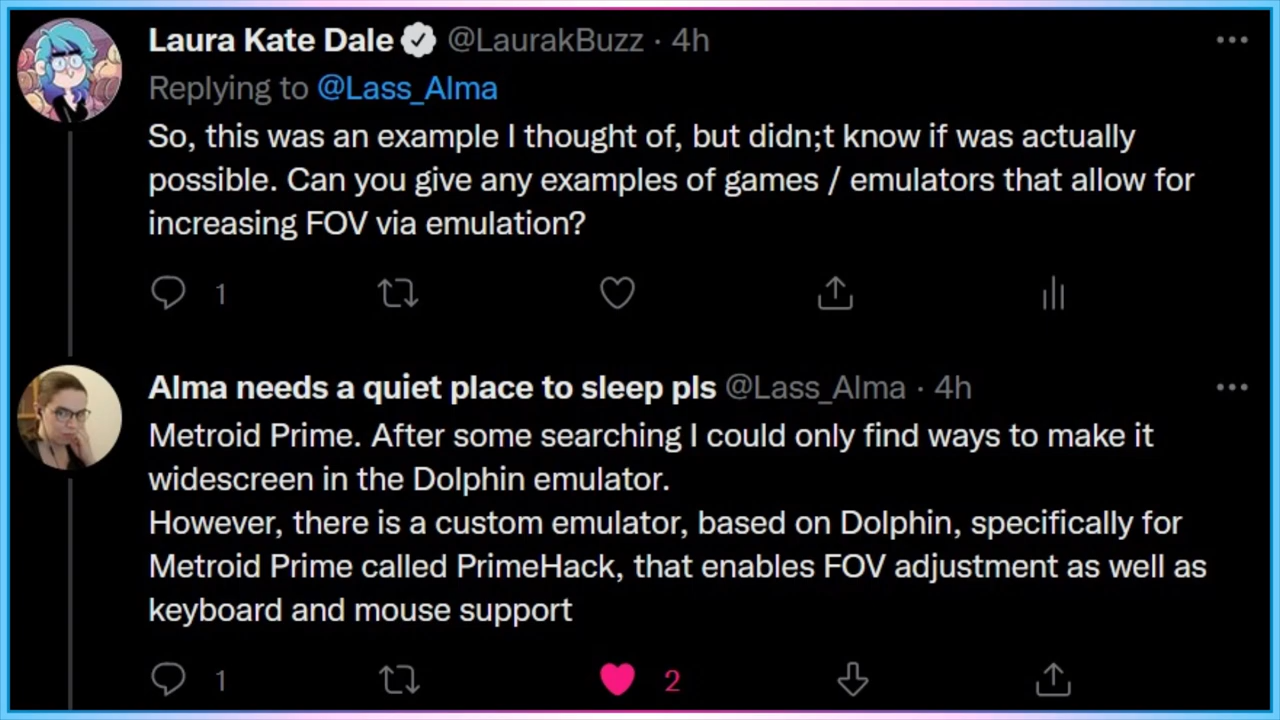 Laura Kate Dale @LaurakBuzz · 4h
Replying to @Lass_Alma
So, this was an example I thought of, but didn;t know if was actually
possible. Can you give any examples of games / emulators that allow for
increasing FOV via emulation?
1
Alma needs a quiet place to sleep pls @Lass_Alma · 4h
Metroid Prime. After some searching I could only find ways to make it
widescreen in the Dolphin emulator.
However, there is a custom emulator, based on Dolphin, specifically for
Metroid Prime called PrimeHack, that enables FOV adjustment as well as
keyboard and mouse support
1 2